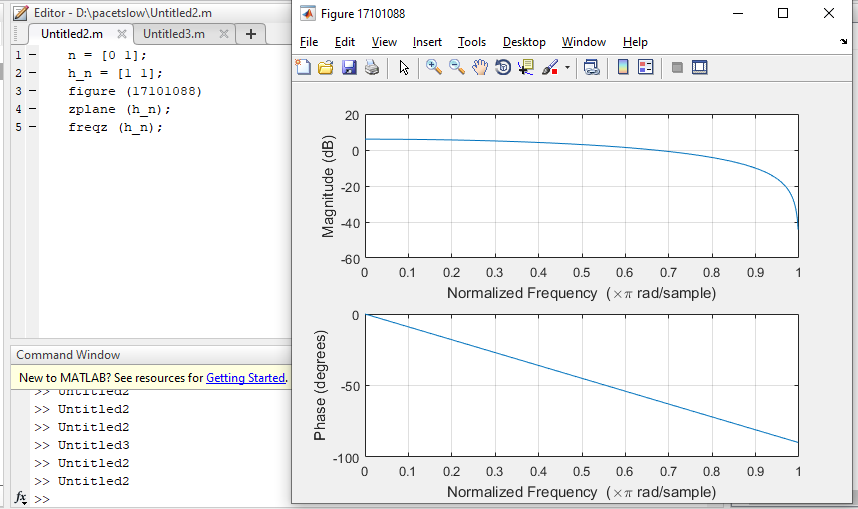 Editor - D:\pacetslow\Untitled2.m
Untitled2.m Untitled3.m
1 n = [0 1];
2 h_n = [1 1];
3 figure (17101088)
4 zplane (h_n);
5 freqz (h_n);
Command Window
New to MATLAB? See resources for Getting Started.
>> Untitled2
>> Untitled2
>> Untitled2
>> Untitled3
>> Untitled2
>> Untitled2
fx >>
Figure 17101088
File Edit View Insert Tools Desktop Window Help
20
0
-20
-40
-60
Magnitude (dB)
0 0.1 0.2 0.3 0.4 0.5 0.6 0.7 0.8 0.9 1
Normalized Frequency (×π rad/sample)
0
-50
-100
Phase (degrees)
0 0.1 0.2 0.3 0.4 0.5 0.6 0.7 0.8 0.9 1
Normalized Frequency (×π rad/sample)